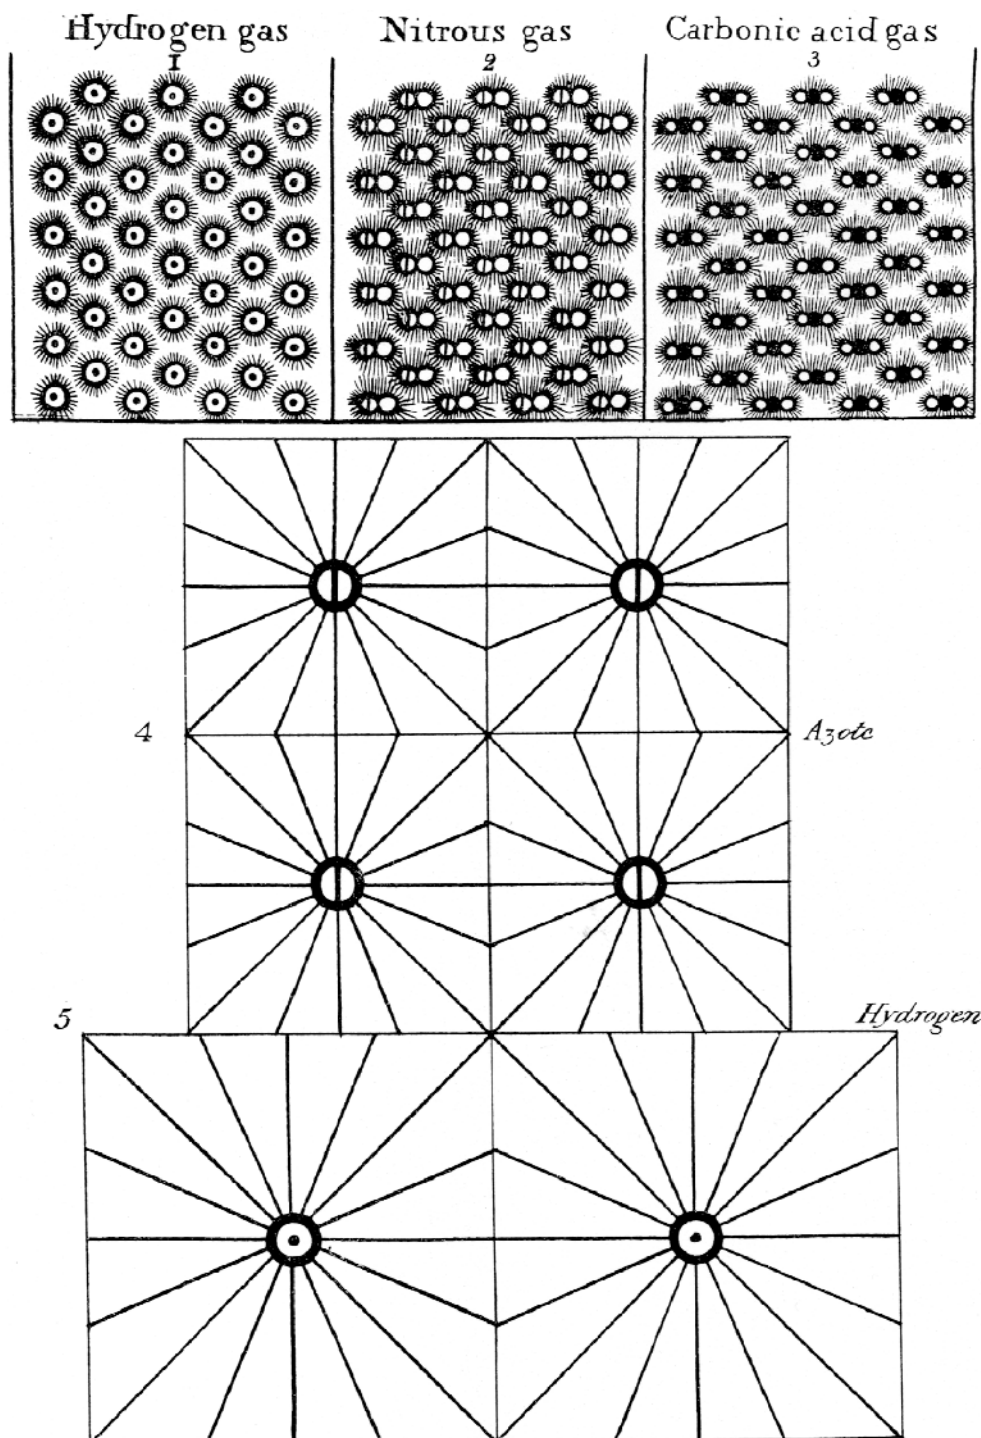 Hydrogen gas
1
Nitrous gas
2
Carbonic acid gas
3
4
Azote
5
Hydrogen